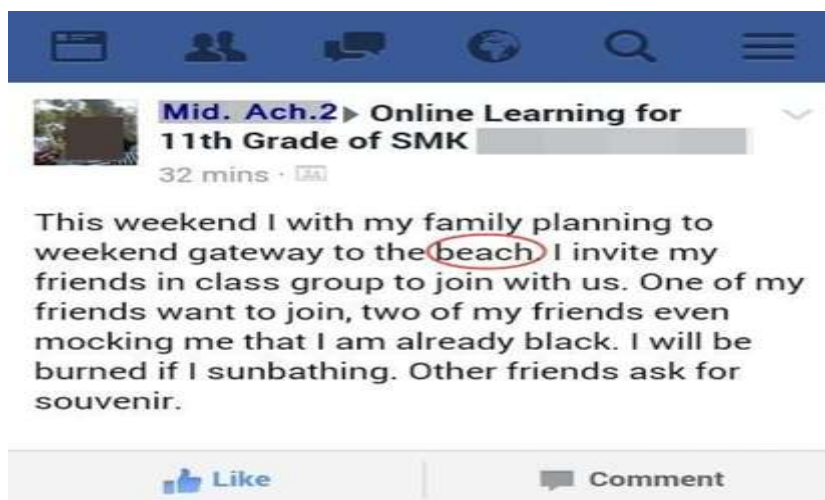 Mid. Ach.2 ▸ Online Learning for
11th Grade of SMK
32 mins ·
This weekend I with my family planning to
weekend gateway to the beach. I invite my
friends in class group to join with us. One of my
friends want to join, two of my friends even
mocking me that I am already black. I will be
burned if I sunbathing. Other friends ask for
souvenir.
Like Comment